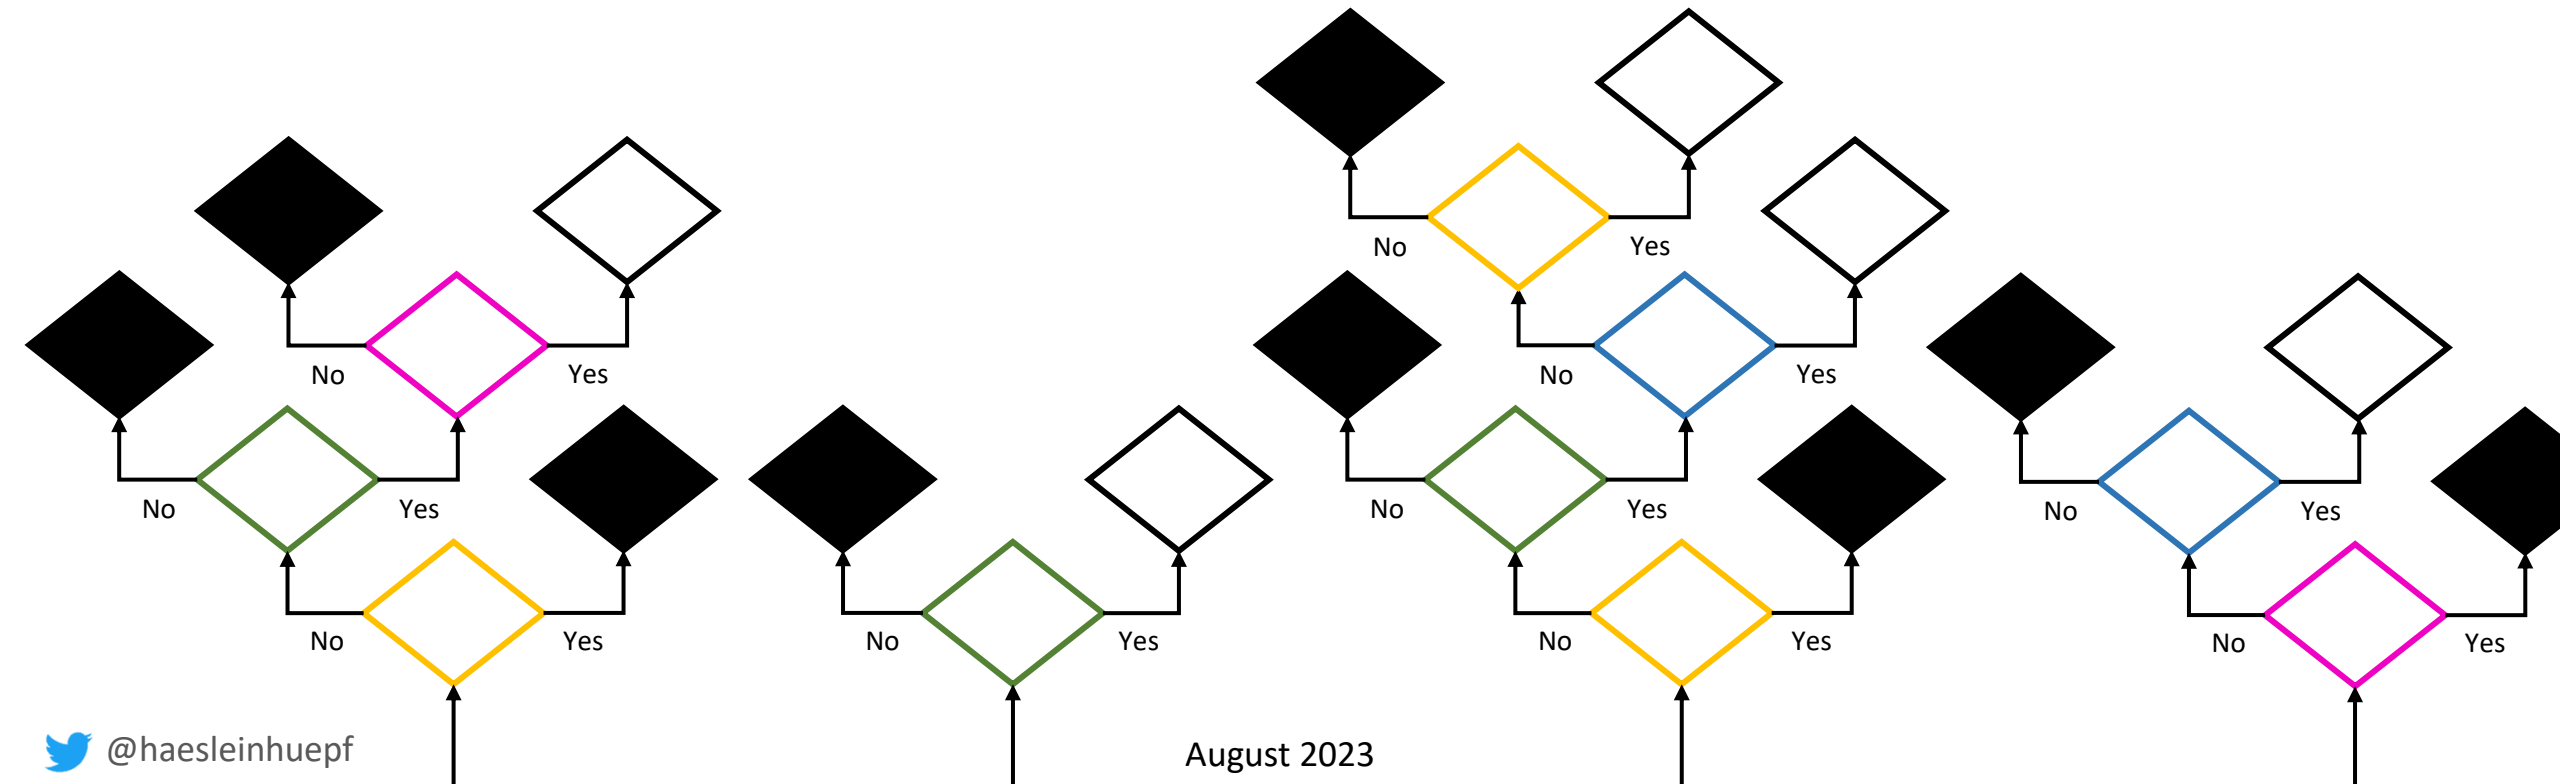 No
Yes
No
Yes
No
Yes
No
Yes
No
Yes
No
Yes
No
Yes
No
Yes
No
Yes
No
Yes
@haesleinhuepf
August 2023